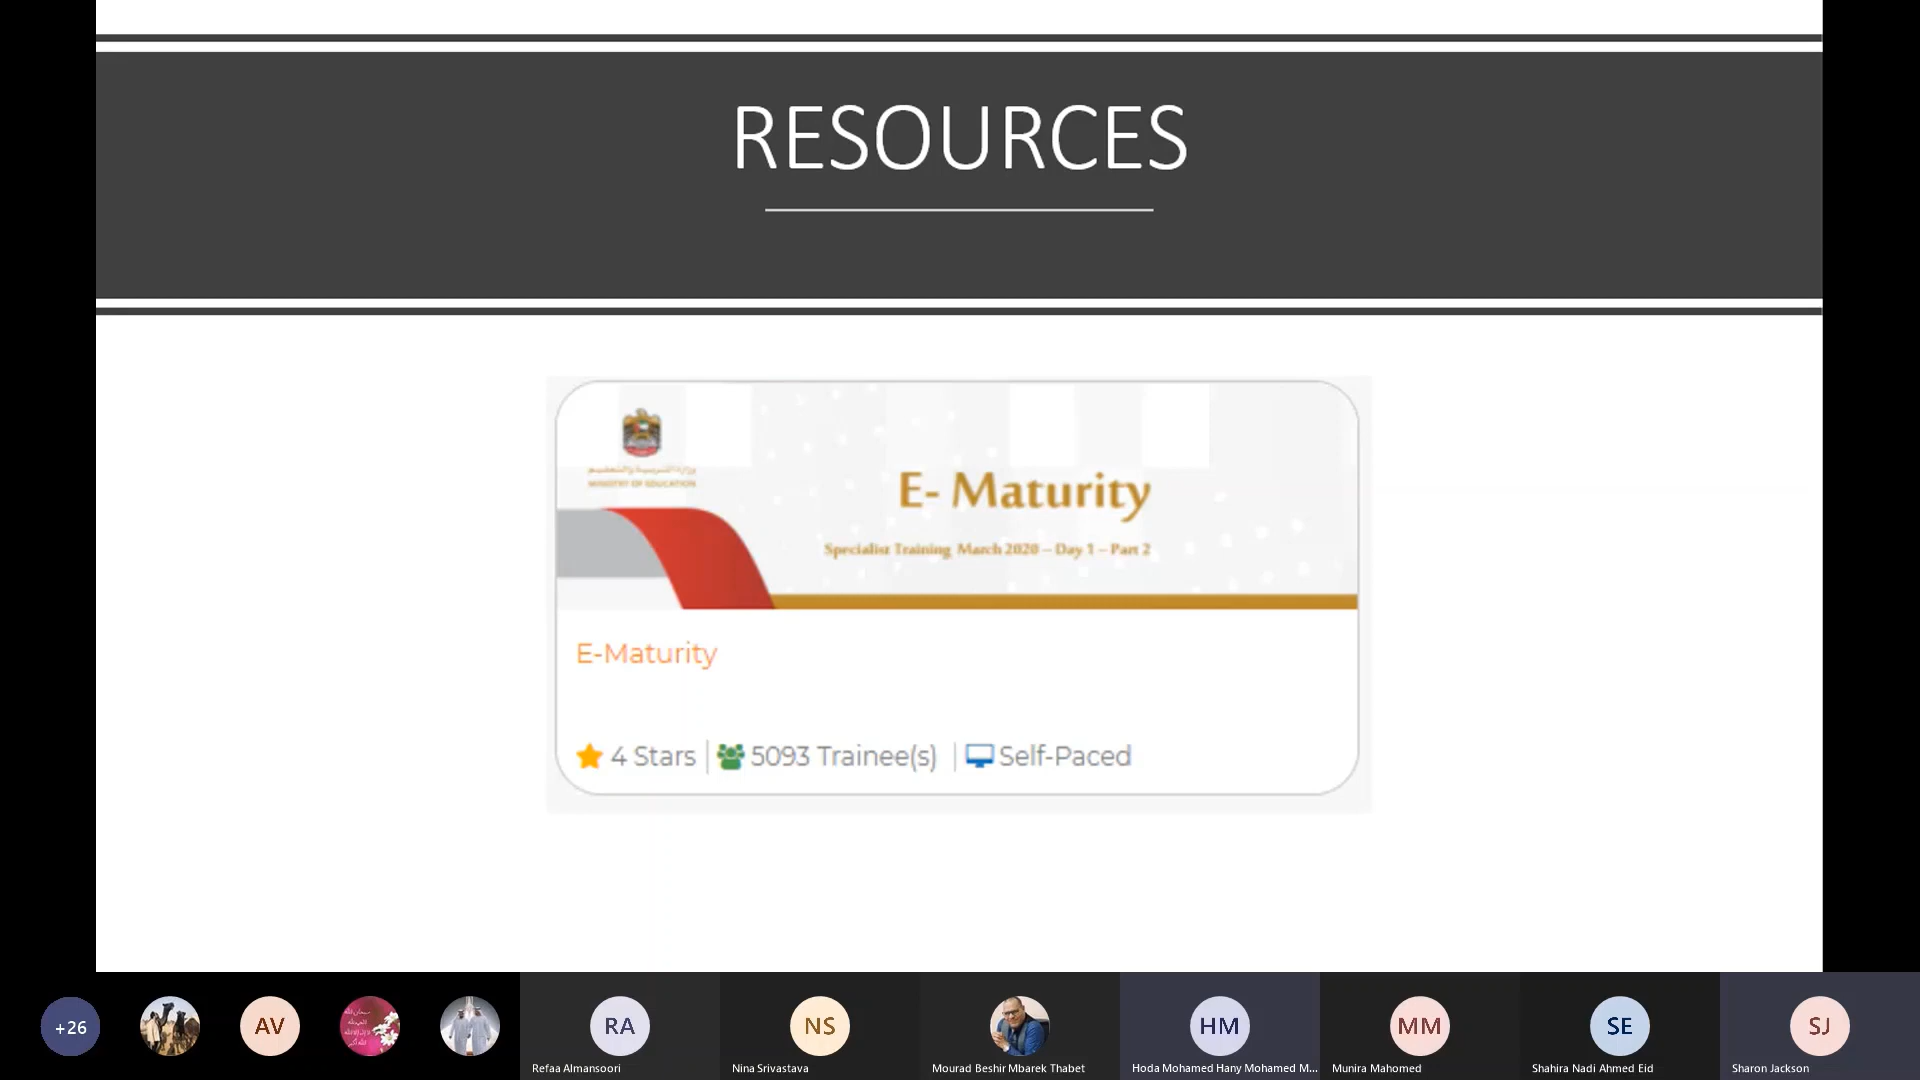 RESOURCES
وزارة التربية والتعليم
MINISTRY OF EDUCATION
E- Maturity
Specialist Training March 2020 – Day 1 – Part 2
E-Maturity
4 Stars
5093 Trainee(s)
Self-Paced
+26
AV
RA
NS
HM
MM
SE
SJ
Refaa Almansoori
Nina Srivastava
Mourad Beshir Mbarek Thabet
Hoda Mohamed Hany Mohamed M...
Munira Mahomed
Shahira Nadi Ahmed Eid
Sharon Jackson